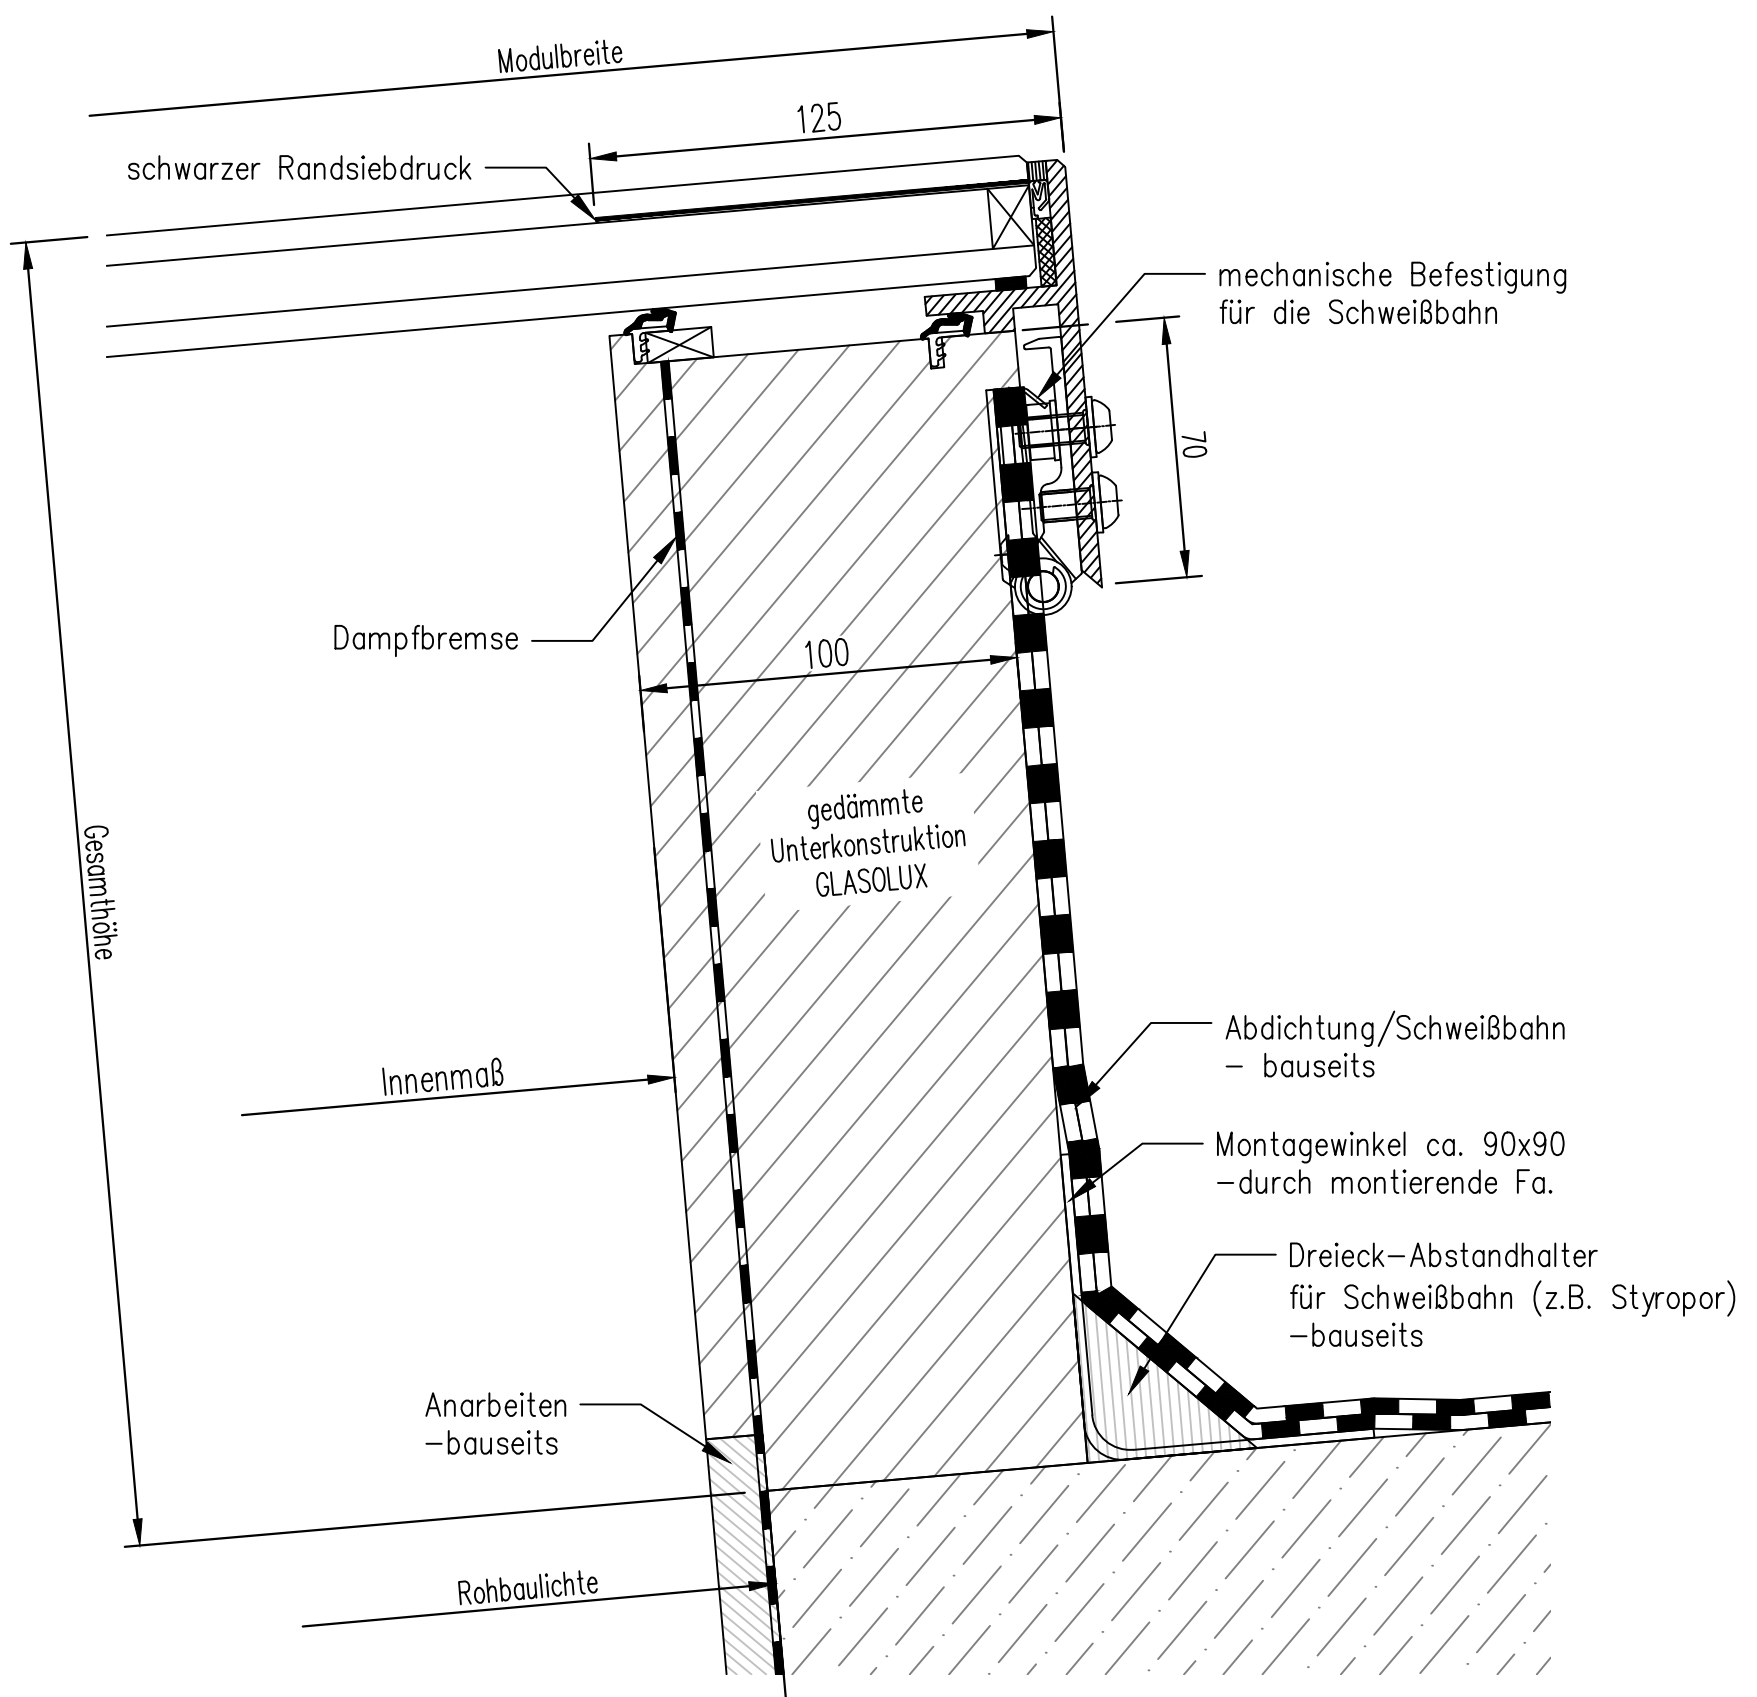 Modulbreite
125
schwarzer Randsiebdruck
mechanische Befestigung
für die Schweißbahn
70
Dampfbremse
100
gedämmte
Unterkonstruktion
GLASOLUX
Gesamthöhe
Abdichtung/Schweißbahn
- bauseits
Innenmaß
Montagewinkel ca. 90x90
-durch montierende Fa.
Dreieck-Abstandhalter
für Schweißbahn (z.B. Styropor)
-bauseits
Anarbeiten
-bauseits
Rohbaulichte